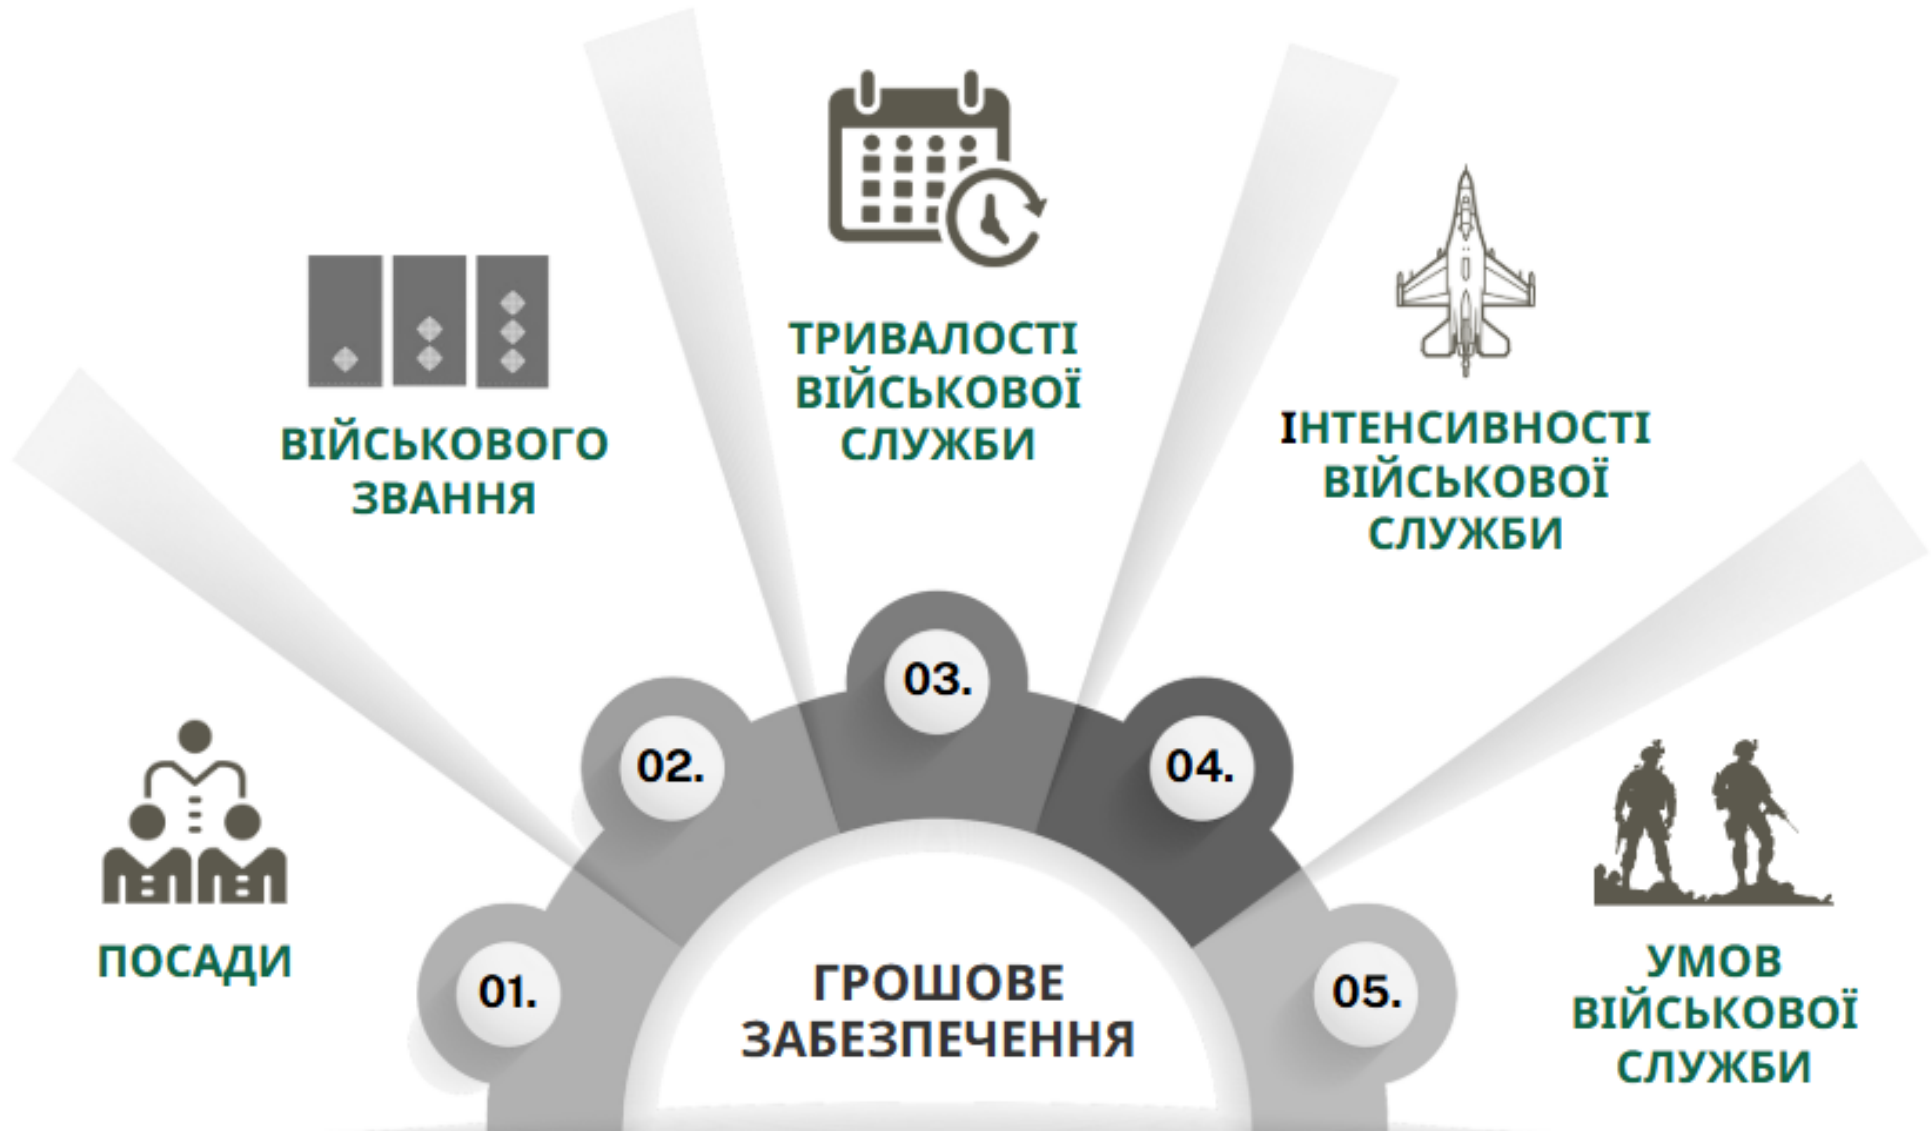 01.
ПОСАДИ
02.
ВІЙСЬКОВОГО
ЗВАННЯ
03.
ТРИВАЛОСТІ
ВІЙСЬКОВОЇ
СЛУЖБИ
04.
ІНТЕНСИВНОСТІ
ВІЙСЬКОВОЇ
СЛУЖБИ
05.
УМОВ
ВІЙСЬКОВОЇ
СЛУЖБИ
ГРОШОВЕ
ЗАБЕЗПЕЧЕННЯ